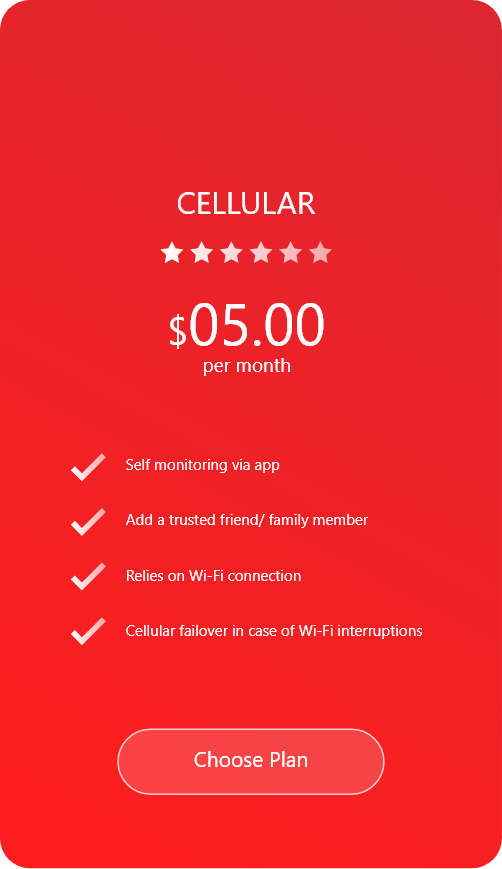 CELLULAR
$05.00
per month
Self monitoring via app
Add a trusted friend/ family member
Relies on Wi-Fi connection
Cellular failover in case of Wi-Fi interruptions
Choose Plan